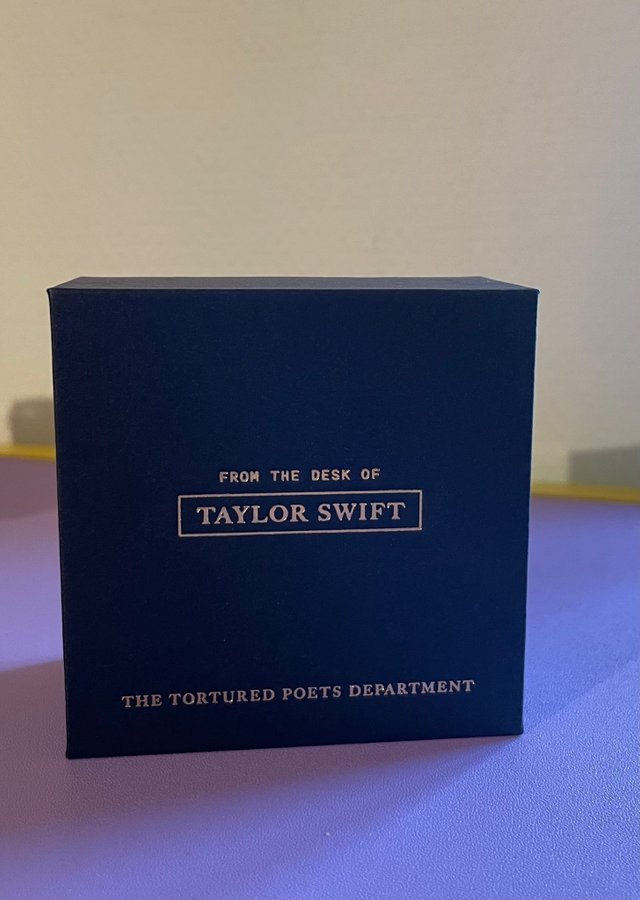 FROM THE DESK OF
TAYLOR SWIFT
THE TORTURED POETS DEPARTMENT